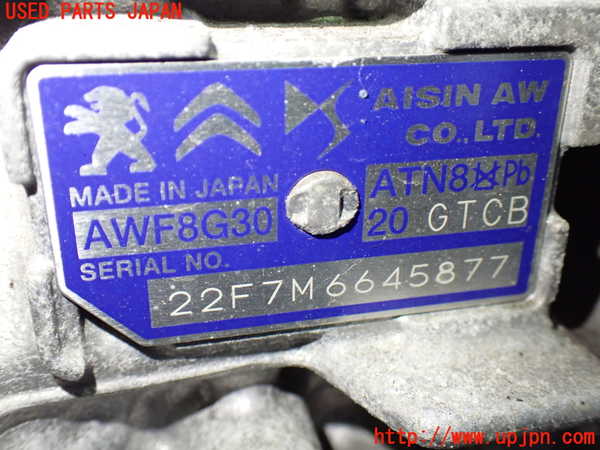 USED PARTS JAPAN
AISIN AW
CO.,LTD.
MADE IN JAPAN
ATN8 Pb
AWF8G30
20 GTCB
SERIAL NO.
22F7M6645877
http://www.upjpn.com